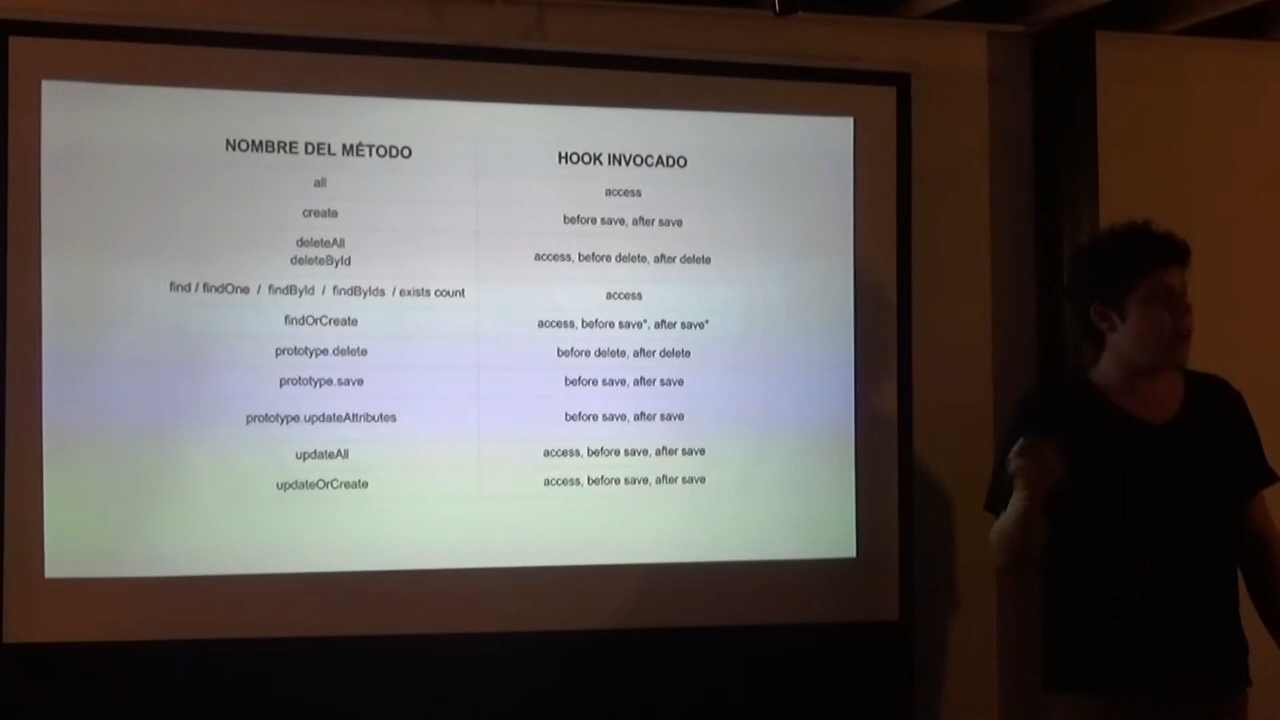 NOMBRE DEL MÉTODO HOOK INVOCADO
all access
create before save, after save
deleteAll
deleteById access, before delete, after delete
find / findOne / findById / findByIds / exists count access
findOrCreate access, before save*, after save*
prototype.delete before delete, after delete
prototype.save before save, after save
prototype.updateAttributes before save, after save
updateAll access, before save, after save
updateOrCreate access, before save, after save